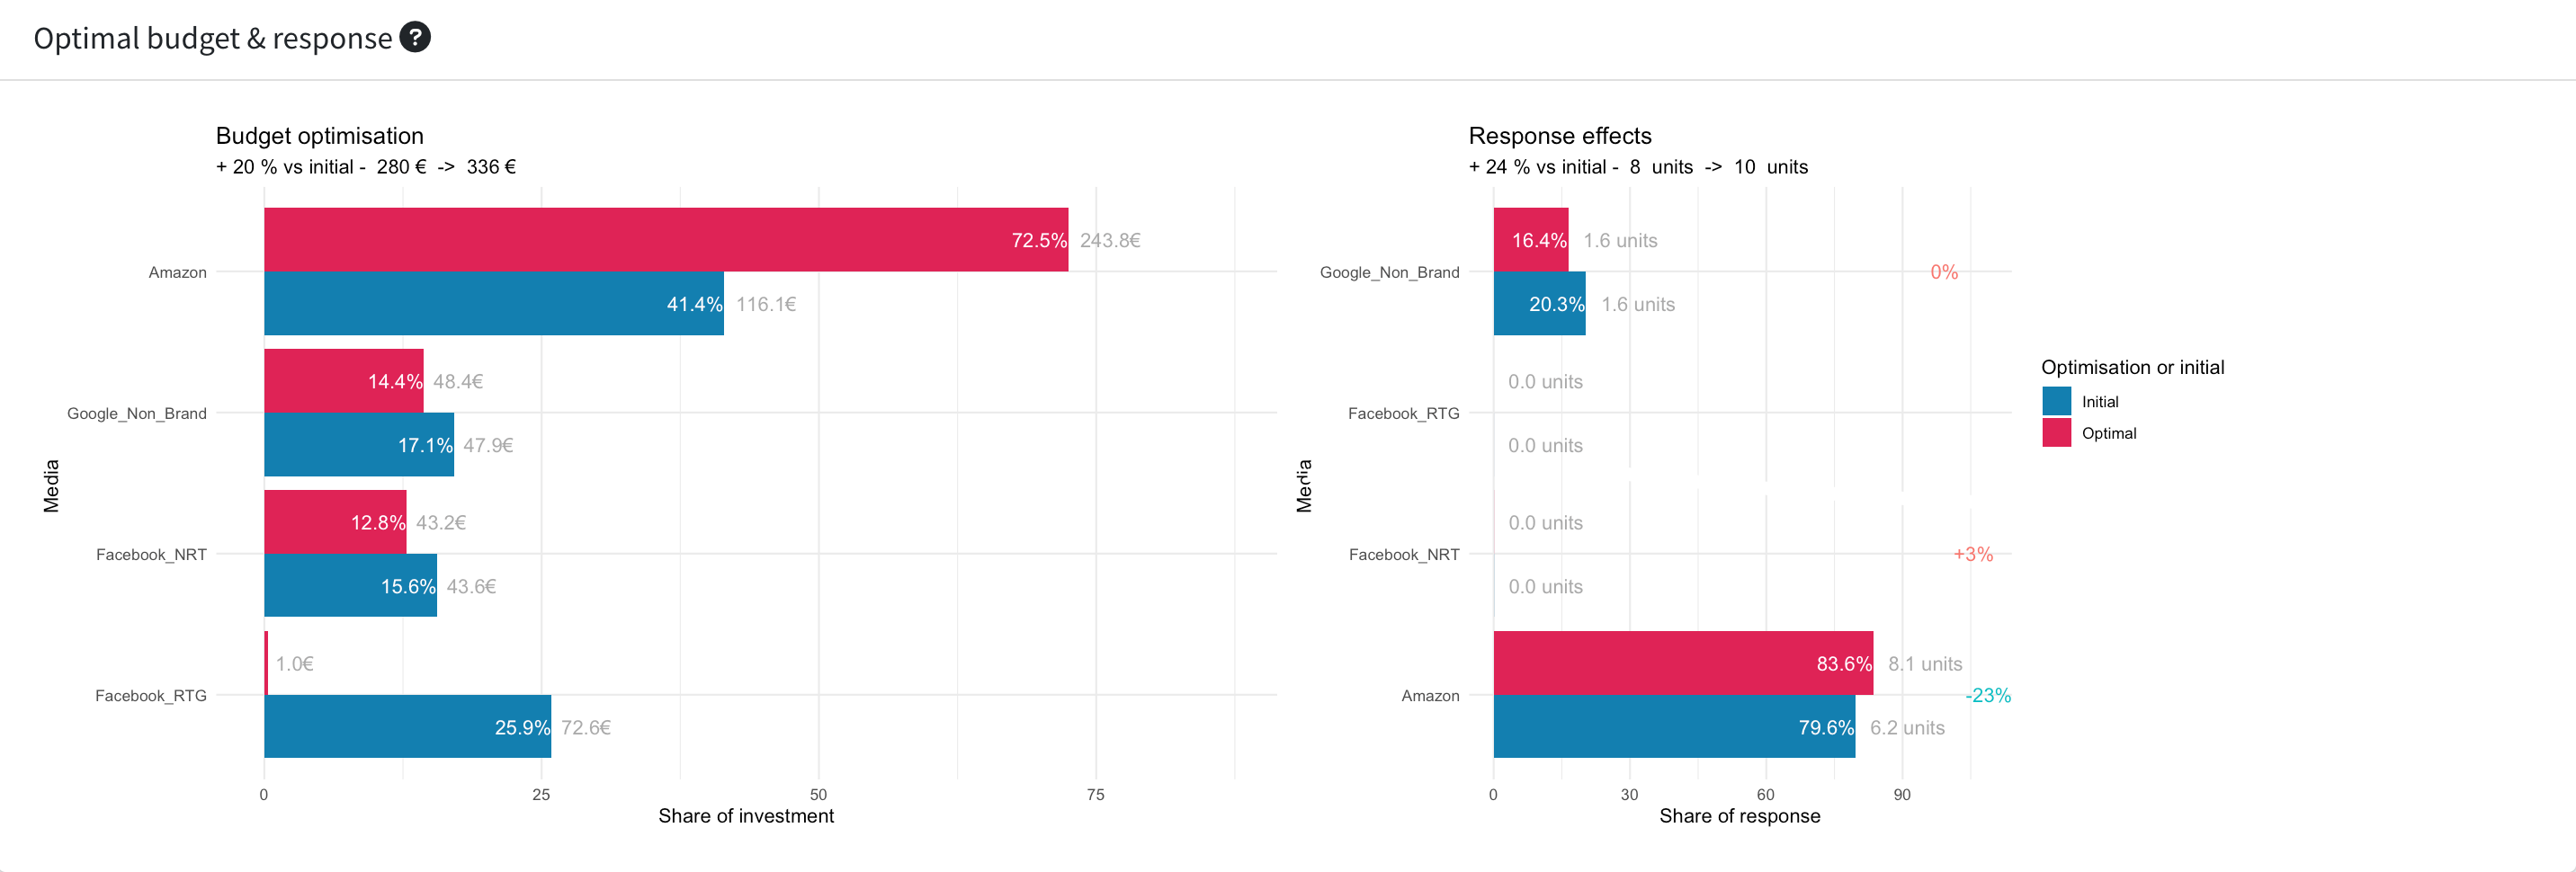 Optimal budget & response ?
Budget optimisation
+ 20 % vs initial - 280 € -> 336 €
Media
Amazon
72.5% 243.8€
41.4% 116.1€
Google_Non_Brand
14.4% 48.4€
17.1% 47.9€
Facebook_NRT
12.8% 43.2€
15.6% 43.6€
Facebook_RTG
1.0€
25.9% 72.6€
0 25 50 75
Share of investment
Response effects
+ 24 % vs initial - 8 units -> 10 units
Media
Google_Non_Brand
16.4% 1.6 units
0%
20.3% 1.6 units
Facebook_RTG
0.0 units
0.0 units
Facebook_NRT
0.0 units
+3%
0.0 units
Amazon
83.6% 8.1 units
-23%
79.6% 6.2 units
0 30 60 90
Share of response
Optimisation or initial
Initial
Optimal